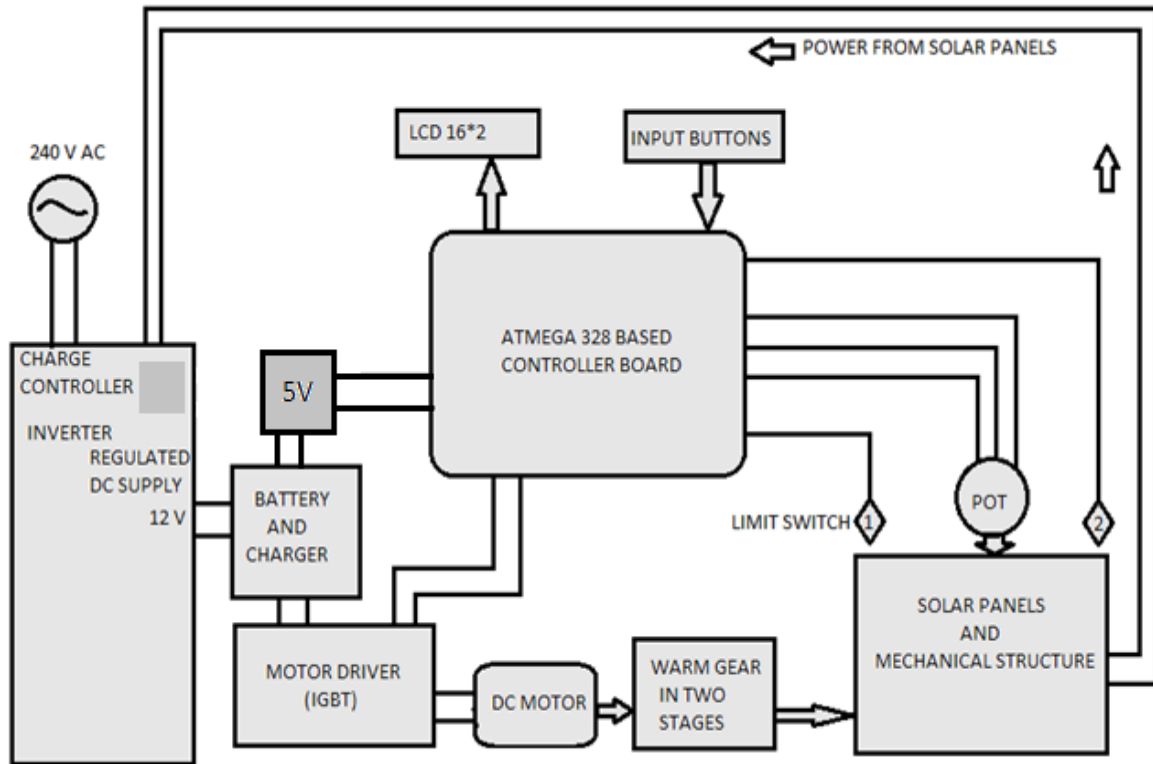 POWER FROM SOLAR PANELS
LCD 16*2
INPUT BUTTONS
240 V AC
ATMEGA 328 BASED
CONTROLLER BOARD
CHARGE
CONTROLLER
5V
INVERTER
REGULATED
DC SUPPLY
12 V
BATTERY
AND
CHARGER
LIMIT SWITCH
1
POT
2
SOLAR PANELS
AND
MECHANICAL STRUCTURE
MOTOR DRIVER
(IGBT)
DC MOTOR
WARM GEAR
IN TWO
STAGES